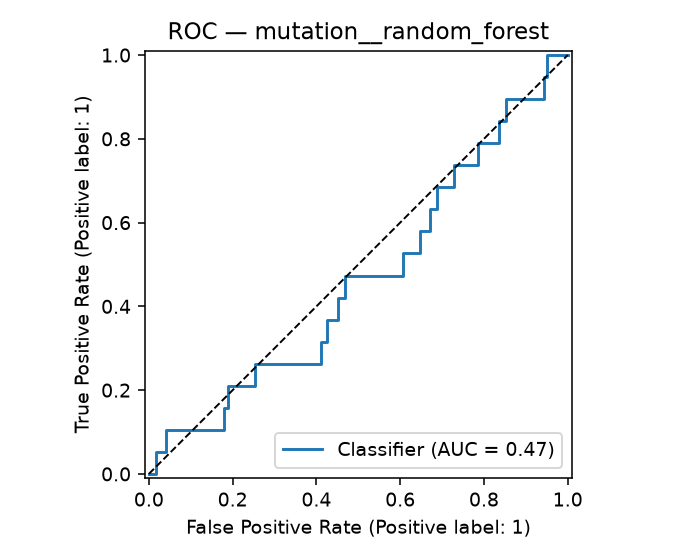 ROC — mutation__random_forest
True Positive Rate (Positive label: 1)
1.0
0.8
0.6
0.4
0.2
0.0
Classifier (AUC = 0.47)
0.0 0.2 0.4 0.6 0.8 1.0
False Positive Rate (Positive label: 1)